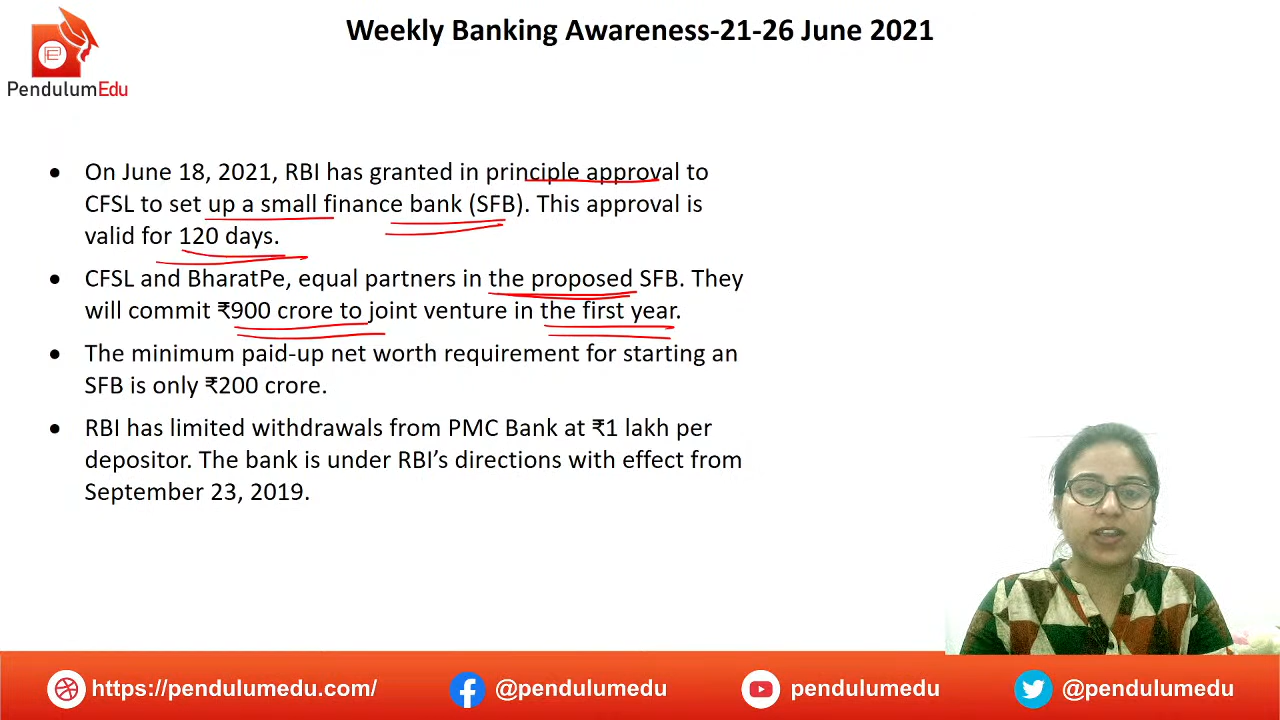 Weekly Banking Awareness-21-26 June 2021
PendulumEdu
● On June 18, 2021, RBI has granted in principle approval to
CFSL to set up a small finance bank (SFB). This approval is
valid for 120 days.
● CFSL and BharatPe, equal partners in the proposed SFB. They
will commit ₹900 crore to joint venture in the first year.
● The minimum paid-up net worth requirement for starting an
SFB is only ₹200 crore.
● RBI has limited withdrawals from PMC Bank at ₹1 lakh per
depositor. The bank is under RBI’s directions with effect from
September 23, 2019.
https://pendulumedu.com/ @pendulumedu pendulumedu @pendulumedu